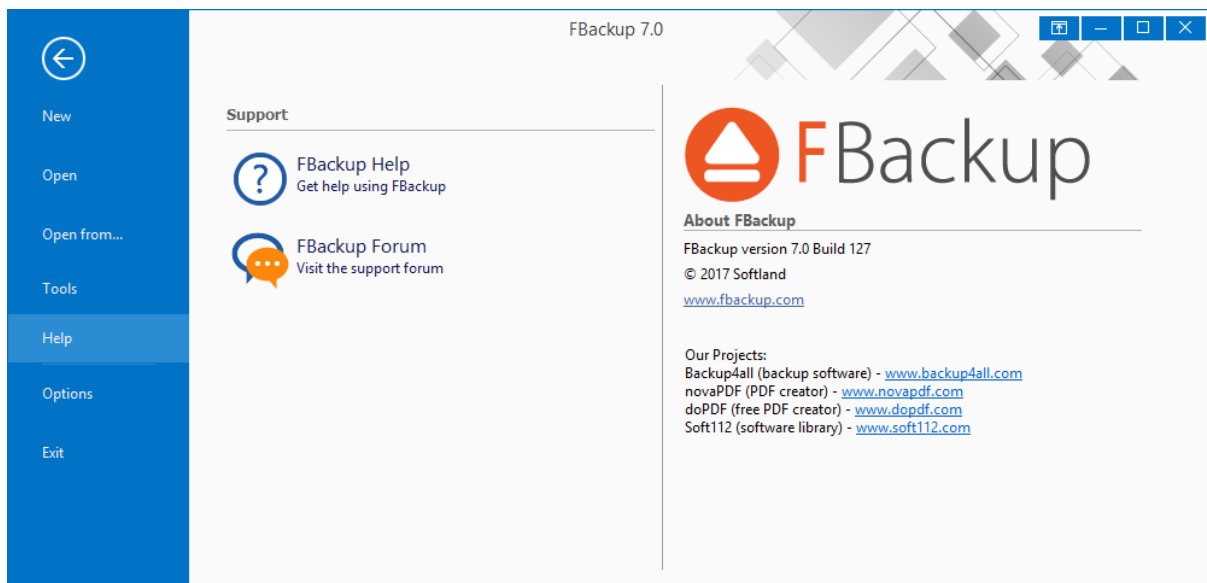 FBackup 7.0
New
Open
Open from...
Tools
Help
Options
Exit
Support
FBackup Help
Get help using FBackup
FBackup Forum
Visit the support forum
FBackup
About FBackup
FBackup version 7.0 Build 127
© 2017 Softland
www.fbackup.com
Our Projects:
Backup4all (backup software) - www.backup4all.com
novaPDF (PDF creator) - www.novapdf.com
doPDF (free PDF creator) - www.dopdf.com
Soft112 (software library) - www.soft112.com